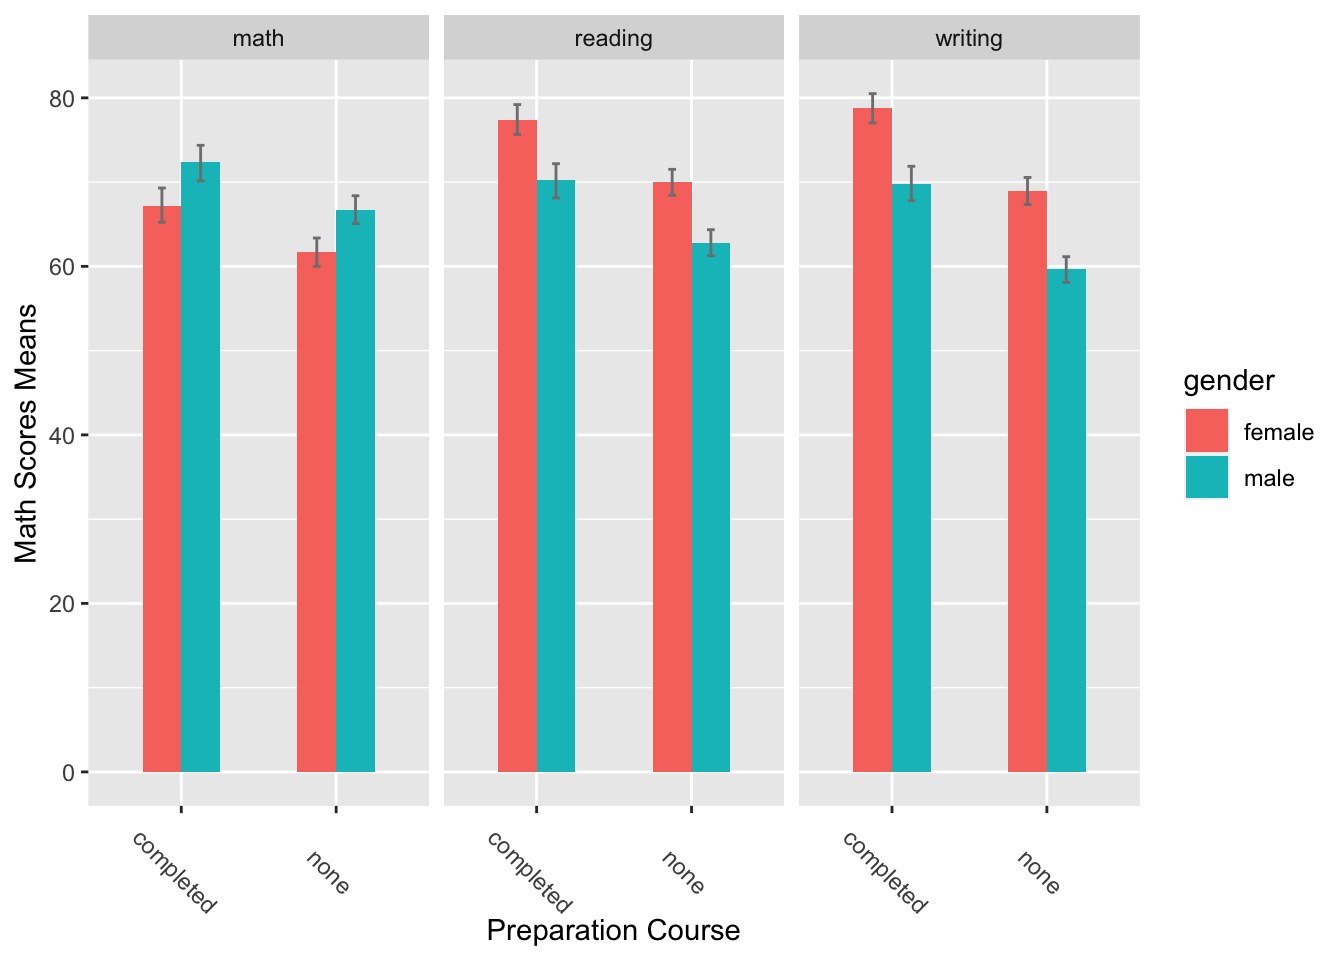 math
reading
writing
80
60
40
20
0
Math Scores Means
completed
none
completed
none
completed
none
Preparation Course
gender
female
male